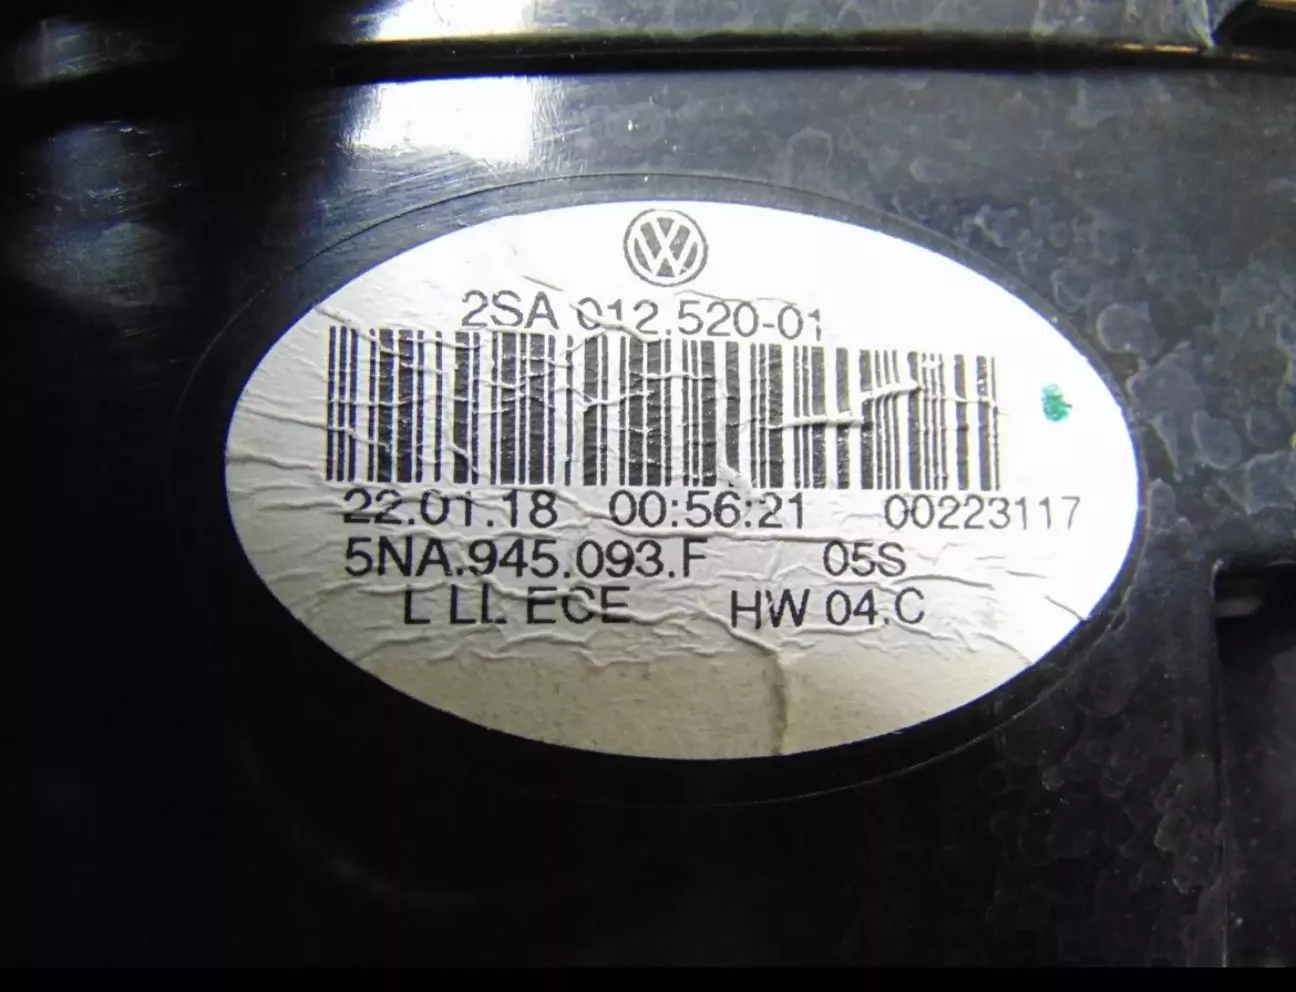 2SA 012.520-01
22.01.18 00:56:21 00223117
5NA.945.093.F 05S
L LL ECE HW 04.C